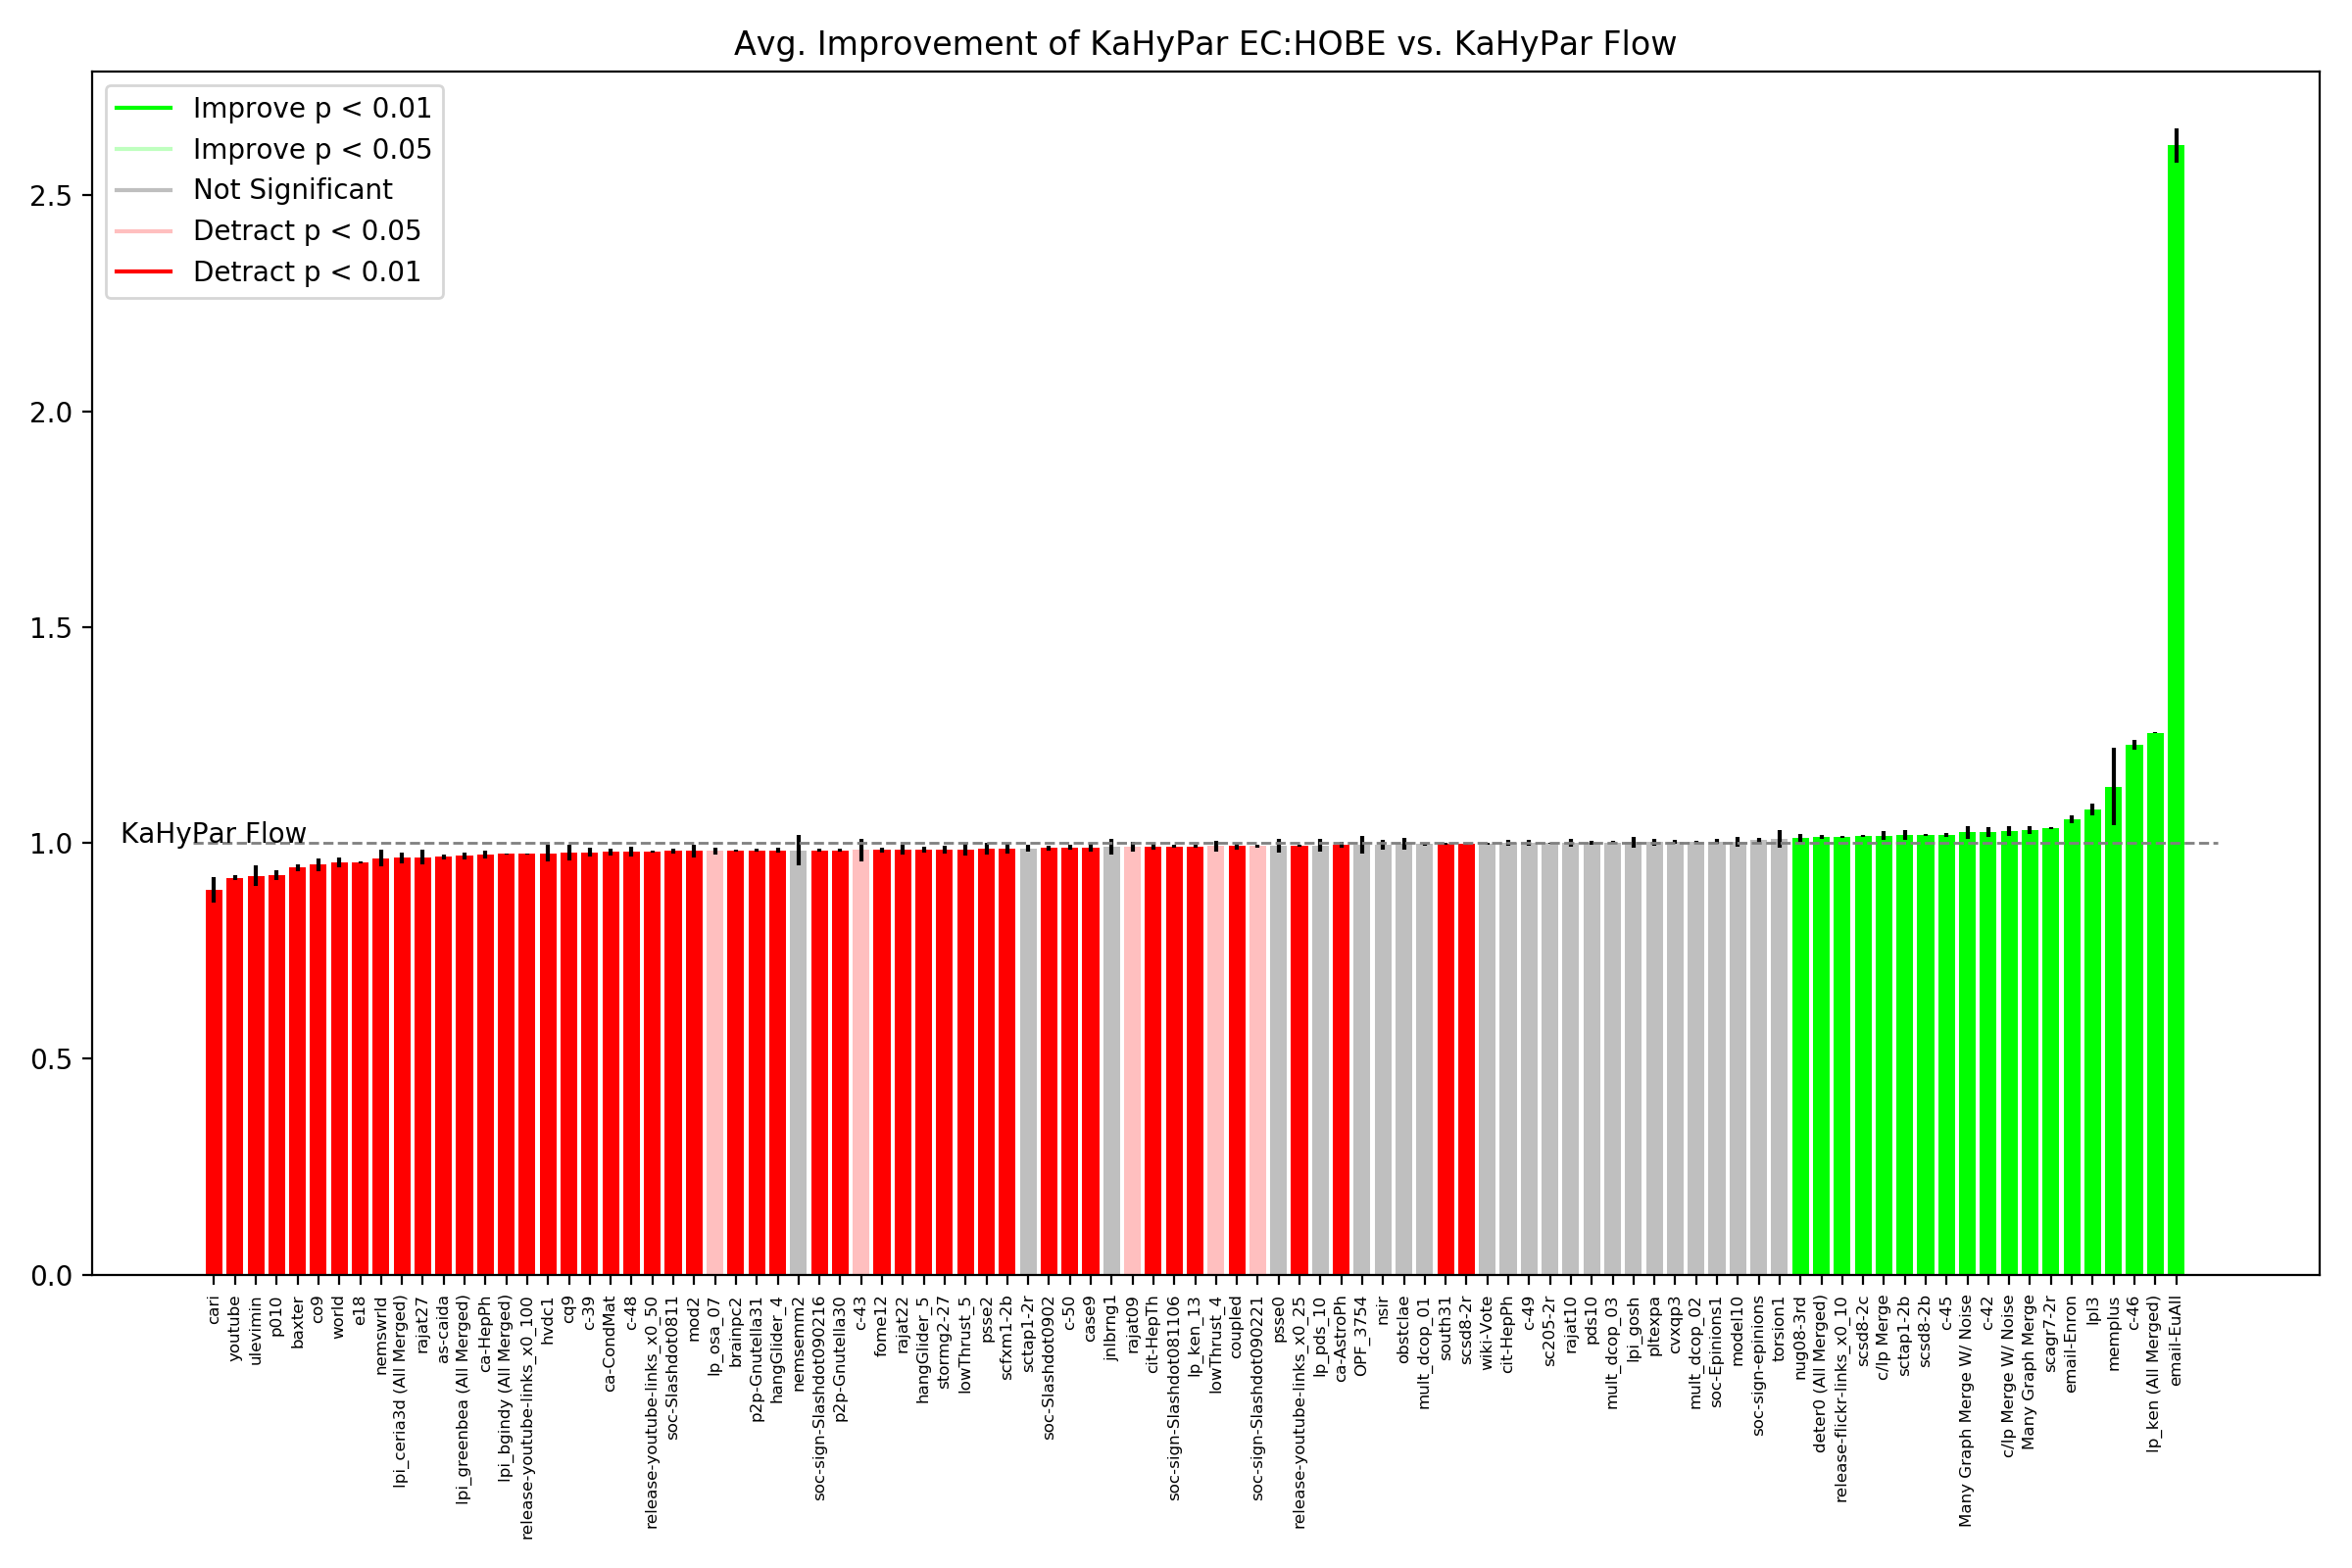 Avg. Improvement of KaHyPar EC:HOBE vs. KaHyPar Flow
Improve p < 0.01
Improve p < 0.05
Not Significant
Detract p < 0.05
Detract p < 0.01
2.5
2.0
1.5
1.0
0.5
0.0
KaHyPar Flow
cari
youtube
ulevimin
p010
baxter
co9
world
e18
nemswrld
lpi_ceria3d (All Merged)
rajat27
as-caida
lpi_greenbea (All Merged)
ca-HepPh
lpi_bgindy (All Merged)
release-youtube-links_x0_100
hvdc1
cq9
c-39
ca-CondMat
c-48
release-youtube-links_x0_50
soc-Slashdot0811
mod2
lp_osa_07
brainpc2
p2p-Gnutella31
hangGlider_4
nemsemm2
soc-sign-Slashdot090216
p2p-Gnutella30
c-43
fome12
rajat22
hangGlider_5
stormg2-27
lowThrust_5
psse2
scfxm1-2b
sctap1-2r
soc-Slashdot0902
c-50
case9
jnlbrng1
rajat09
cit-HepTh
soc-sign-Slashdot081106
lp_ken_13
lowThrust_4
coupled
soc-sign-Slashdot090221
psse0
release-youtube-links_x0_25
lp_pds_10
ca-AstroPh
OPF_3754
nsir
obstclae
mult_dcop_01
south31
scsd8-2r
wiki-Vote
cit-HepPh
c-49
sc205-2r
rajat10
pds10
mult_dcop_03
lpi_gosh
pltexpa
cvxqp3
mult_dcop_02
soc-Epinions1
model10
soc-sign-epinions
torsion1
nug08-3rd
deter0 (All Merged)
release-flickr-links_x0_10
scsd8-2c
c/lp Merge
sctap1-2b
scsd8-2b
c-45
Many Graph Merge W/ Noise
c-42
c/lp Merge W/ Noise
Many Graph Merge
scagr7-2r
email-Enron
lpl3
memplus
c-46
lp_ken (All Merged)
email-EuAll